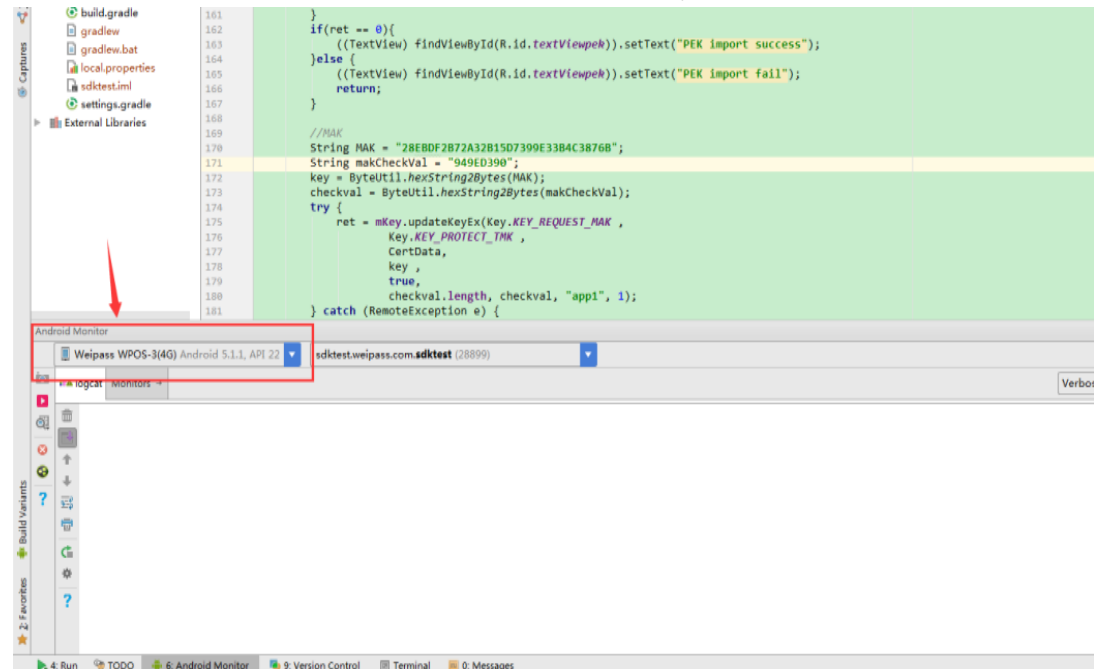 build.gradle
gradlew
gradlew.bat
local.properties
sdktest.iml
settings.gradle
External Libraries
Captures
Build Variants
2: Favorites
161 }
162 if(ret == 0){
163 ((TextView) findViewById(R.id.textViewpek)).setText("PEK import success");
164 }else {
165 ((TextView) findViewById(R.id.textViewpek)).setText("PEK import fail");
166 return;
167 }
168
169 //MAK
170 String MAK = "28EBDF2B72A32B15D7399E33B4C3876B";
171 String makCheckVal = "949ED390";
172 key = ByteUtil.hexString2Bytes(MAK);
173 checkval = ByteUtil.hexString2Bytes(makCheckVal);
174 try {
175 ret = mKey.updateKeyEx(Key.KEY_REQUEST_MAK ,
176 Key.KEY_PROTECT_TMK ,
177 CertData,
178 key ,
179 true,
180 checkval.length, checkval, "app1", 1);
181 } catch (RemoteException e) {
Android Monitor
Weipass WPOS-3(4G) Android 5.1.1, API 22 sdktest.weipass.com.sdktest (28899)
logcat Monitors Verbos
4: Run TODO 6: Android Monitor 9: Version Control Terminal 0: Messages